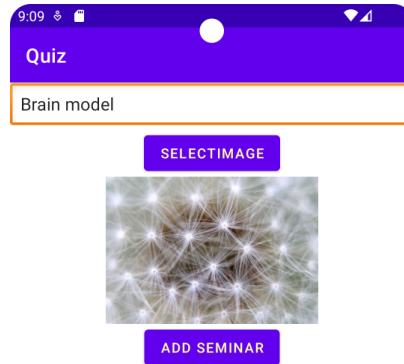 9:09
Quiz
Brain model
SELECTIMAGE
ADD SEMINAR